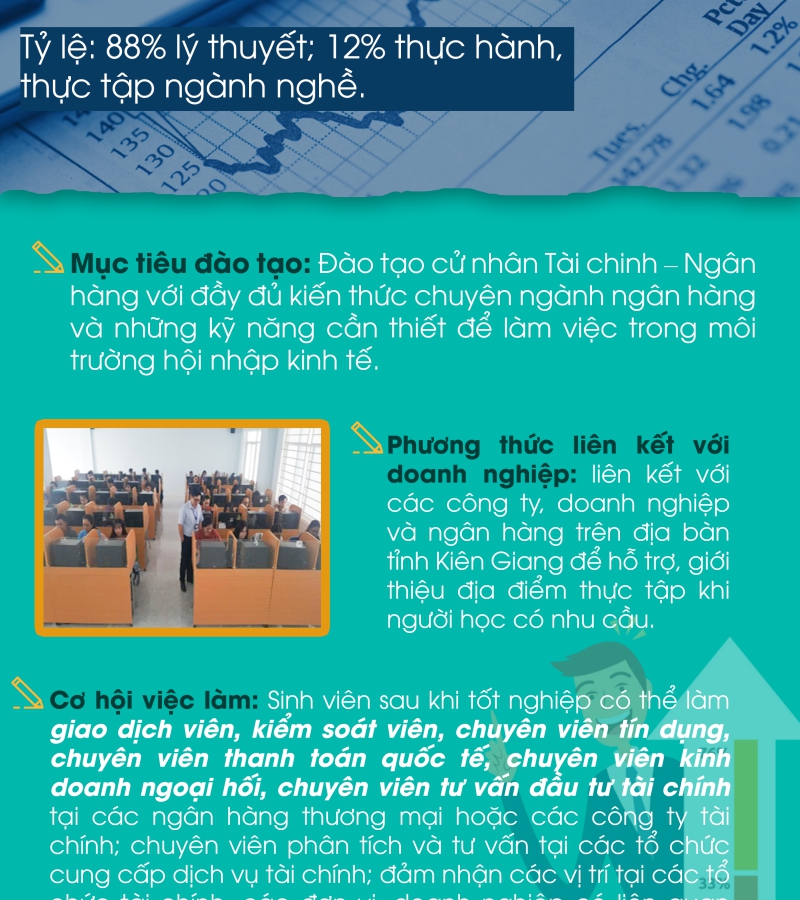 Tỷ lệ: 88% lý thuyết; 12% thực hành,
thực tập ngành nghề.
Pct.
Day
Chg.
1.2%
Tues.
1.64
142.78
1.98
3.32
0.21
140
135
130
125
120
Mục tiêu đào tạo: Đào tạo cử nhân Tài chinh – Ngân
hàng với đầy đủ kiến thức chuyên ngành ngân hàng
và những kỹ năng cần thiết để làm việc trong môi
trường hội nhập kinh tế.
Phương thức liên kết với
doanh nghiệp: liên kết với
các công ty, doanh nghiệp
và ngân hàng trên địa bàn
tỉnh Kiên Giang để hỗ trợ, giới
thiệu địa điểm thực tập khi
người học có nhu cầu.
Cơ hội việc làm: Sinh viên sau khi tốt nghiệp có thể làm
giao dịch viên, kiểm soát viên, chuyên viên tín dụng,
chuyên viên thanh toán quốc tế, chuyên viên kinh
doanh ngoại hối, chuyên viên tư vấn đầu tư tài chính
tại các ngân hàng thương mại hoặc các công ty tài
chính; chuyên viên phân tích và tư vấn tại các tổ chức
cung cấp dịch vụ tài chính; đảm nhận các vị trí tại các tổ
33%